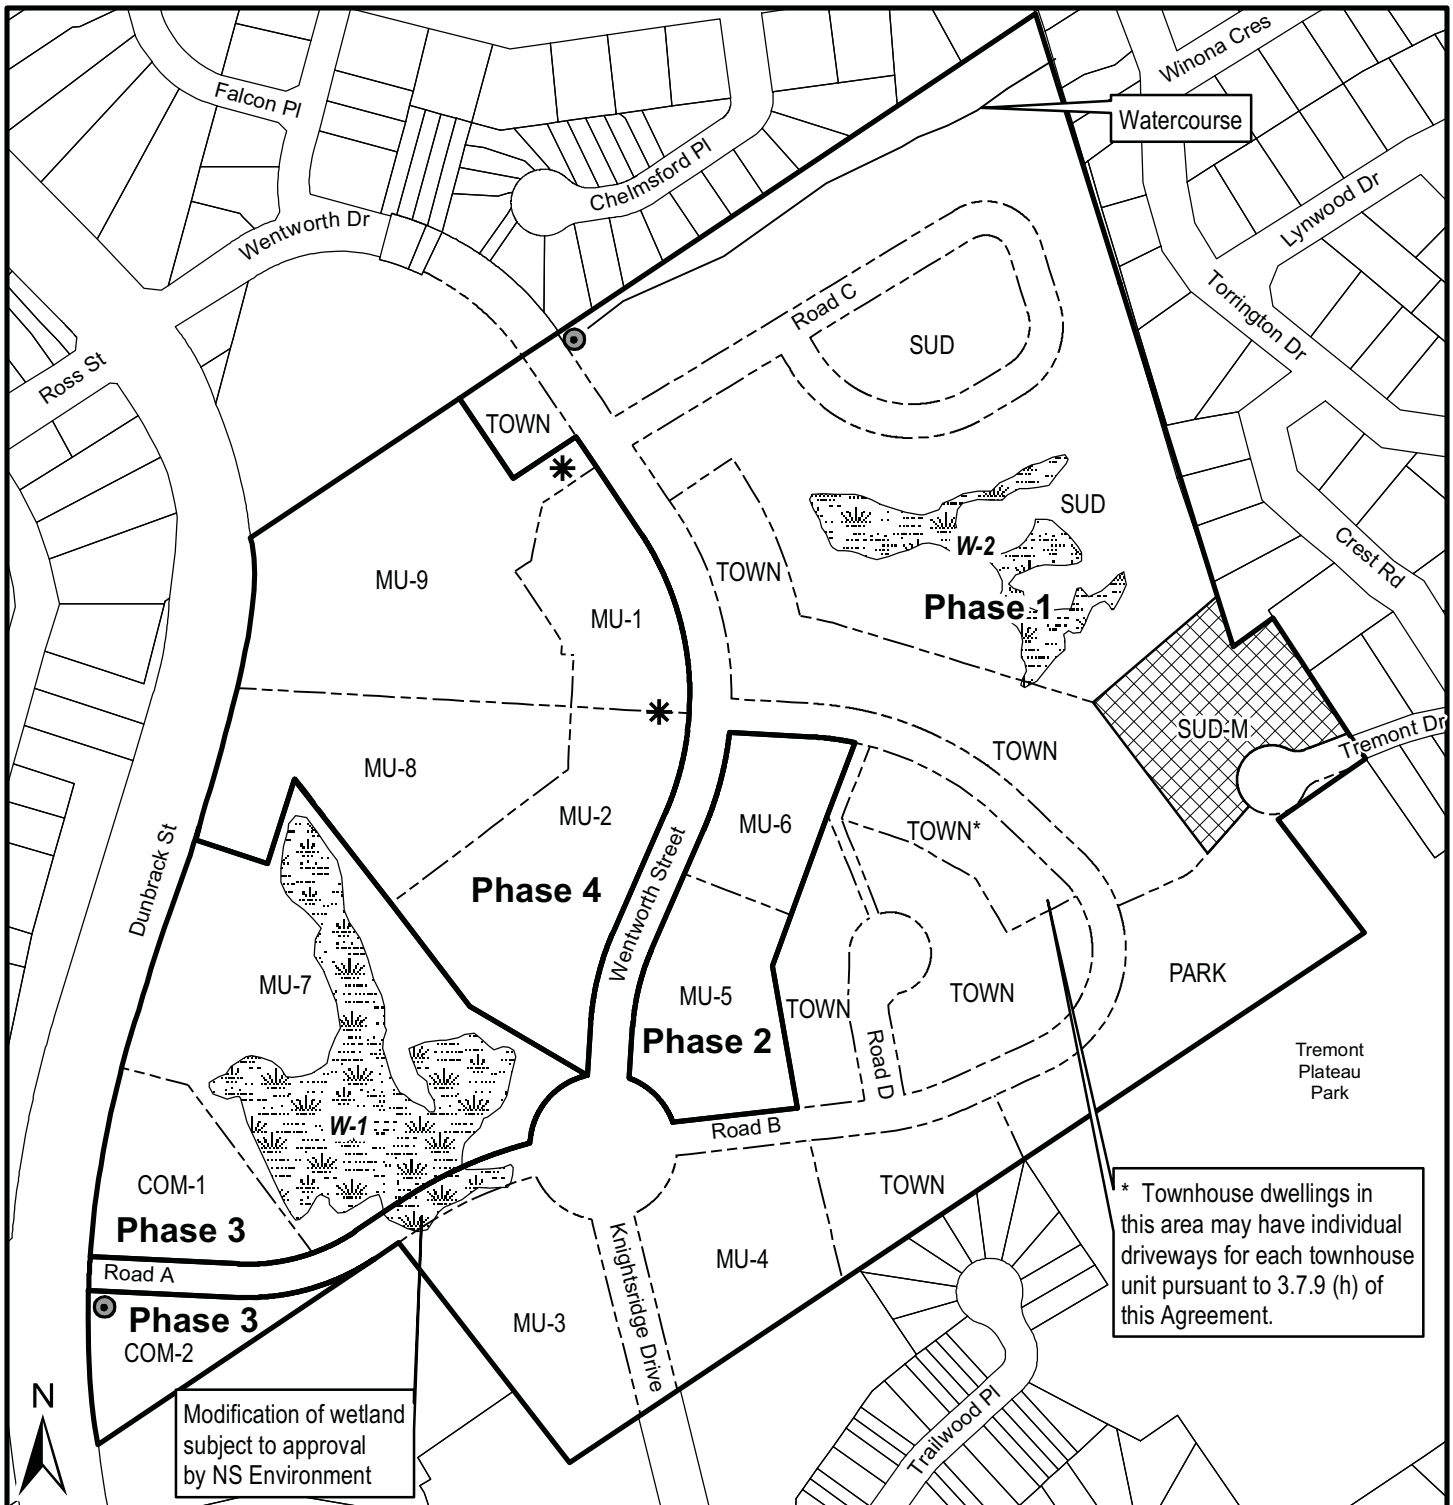 Winona Cres
Falcon Pl
Watercourse
Chelmsford Pl
Wentworth Dr
Lynwood Dr
Road C
Torrington Dr
SUD
Ross St
TOWN
SUD
W-2
Crest Rd
MU-9
TOWN
Phase 1
MU-1
SUD-M
Tremont Dr
TOWN
MU-8
MU-2
MU-6
TOWN*
Dunbrack St
Phase 4
Wentworth Street
PARK
MU-7
MU-5
TOWN
TOWN
Phase 2
Road D
Tremont
Plateau
Park
W-1
Road B
COM-1
TOWN
Phase 3
* Townhouse dwellings in
this area may have individual
driveways for each townhouse
unit pursuant to 3.7.9 (h) of
this Agreement.
Road A
MU-4
Knightsridge Drive
Phase 3
MU-3
COM-2
N
Modification of wetland
subject to approval
by NS Environment
Trailwood Pl